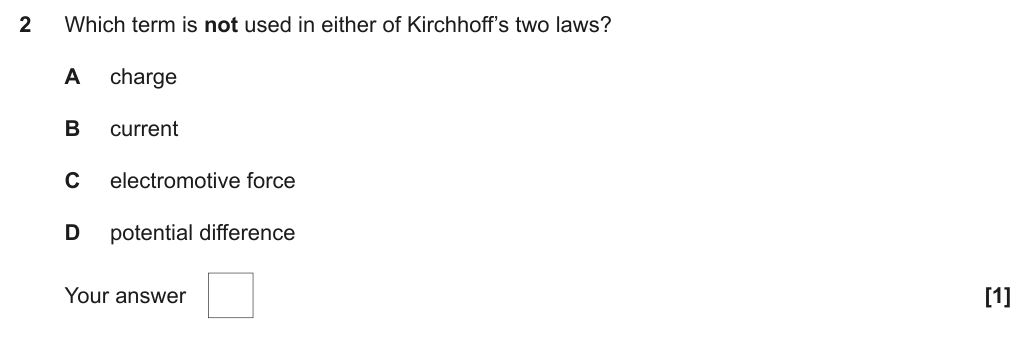 2 Which term is not used in either of Kirchhoff’s two laws?
A charge
B current
C electromotive force
D potential difference
Your answer [1]